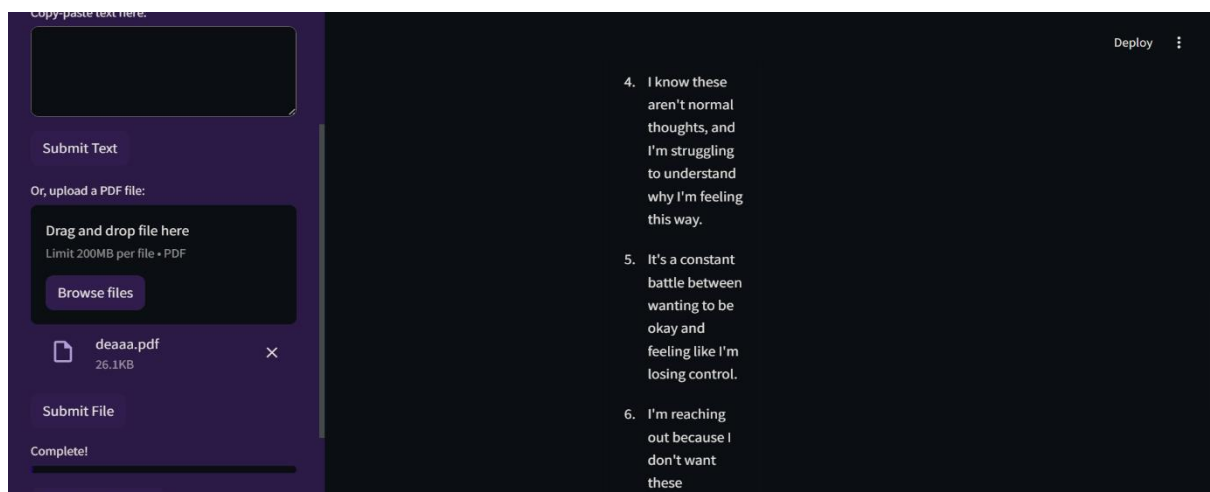 Copy-paste text here.
Submit Text
Or, upload a PDF file:
Drag and drop file here
Limit 200MB per file • PDF
Browse files
deaaa.pdf
26.1KB
Submit File
Complete!
Deploy
4. I know these
aren't normal
thoughts, and
I'm struggling
to understand
why I'm feeling
this way.
5. It's a constant
battle between
wanting to be
okay and
feeling like I'm
losing control.
6. I'm reaching
out because I
don't want
these